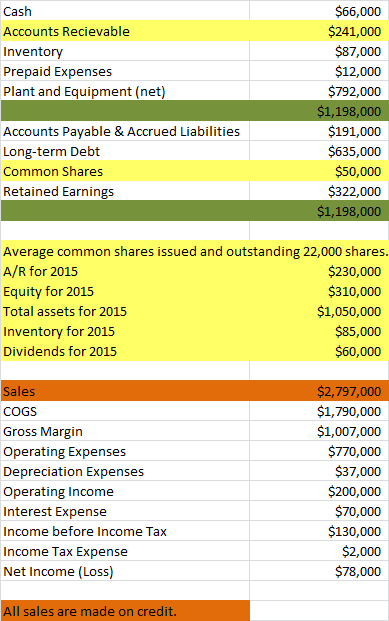 Cash $66,000
Accounts Recievable $241,000
Inventory $87,000
Prepaid Expenses $12,000
Plant and Equipment (net) $792,000
$1,198,000
Accounts Payable & Accrued Liabilities $191,000
Long-term Debt $635,000
Common Shares $50,000
Retained Earnings $322,000
$1,198,000
Average common shares issued and outstanding 22,000 shares.
A/R for 2015 $230,000
Equity for 2015 $310,000
Total assets for 2015 $1,050,000
Inventory for 2015 $85,000
Dividends for 2015 $60,000
Sales $2,797,000
COGS $1,790,000
Gross Margin $1,007,000
Operating Expenses $770,000
Depreciation Expenses $37,000
Operating Income $200,000
Interest Expense $70,000
Income before Income Tax $130,000
Income Tax Expense $2,000
Net Income (Loss) $78,000
All sales are made on credit.